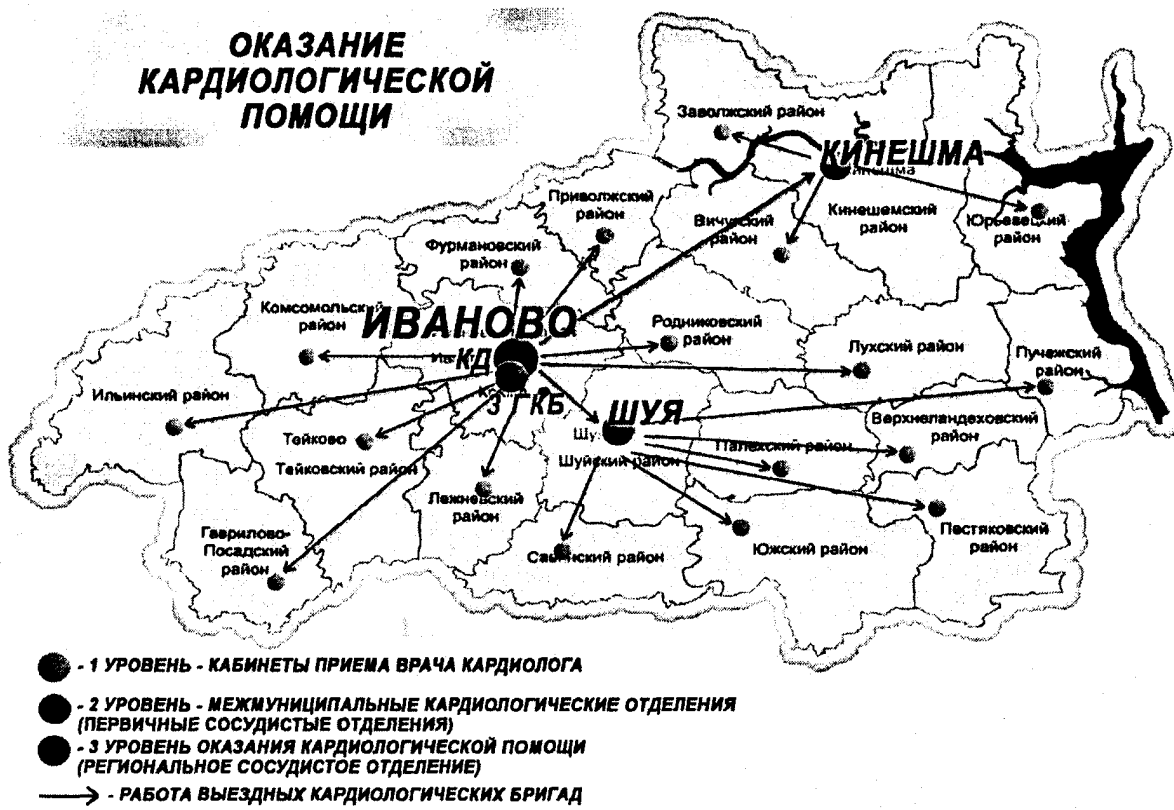 ОКАЗАНИЕ
КАРДИОЛОГИЧЕСКОЙ
ПОМОЩИ
Заволжский район
КИНЕШМА
Приволжский
район
Вичугский
район
Кинешемский
район
Юрьевецкий
район
Фурмановский
район
Комсомольский
район
ИВАНОВО
Родниковский
район
Лухский район
Пучежский
район
КД
Ильинский район
3 ГКБ
ШУЯ
Верхнеландеховский
район
Тейково
Шу
Палехский район
Тейковский район
Шуйский район
Лежневский
район
Гаврилово-
Посадский
район
Савинский район
Южский район
Пестяковский
район
- 1 УРОВЕНЬ - КАБИНЕТЫ ПРИЕМА ВРАЧА КАРДИОЛОГА
- 2 УРОВЕНЬ - МЕЖМУНИЦИПАЛЬНЫЕ КАРДИОЛОГИЧЕСКИЕ ОТДЕЛЕНИЯ
(ПЕРВИЧНЫЕ СОСУДИСТЫЕ ОТДЕЛЕНИЯ)
- 3 УРОВЕНЬ ОКАЗАНИЯ КАРДИОЛОГИЧЕСКОЙ ПОМОЩИ
(РЕГИОНАЛЬНОЕ СОСУДИСТОЕ ОТДЕЛЕНИЕ)
- РАБОТА ВЫЕЗДНЫХ КАРДИОЛОГИЧЕСКИХ БРИГАД